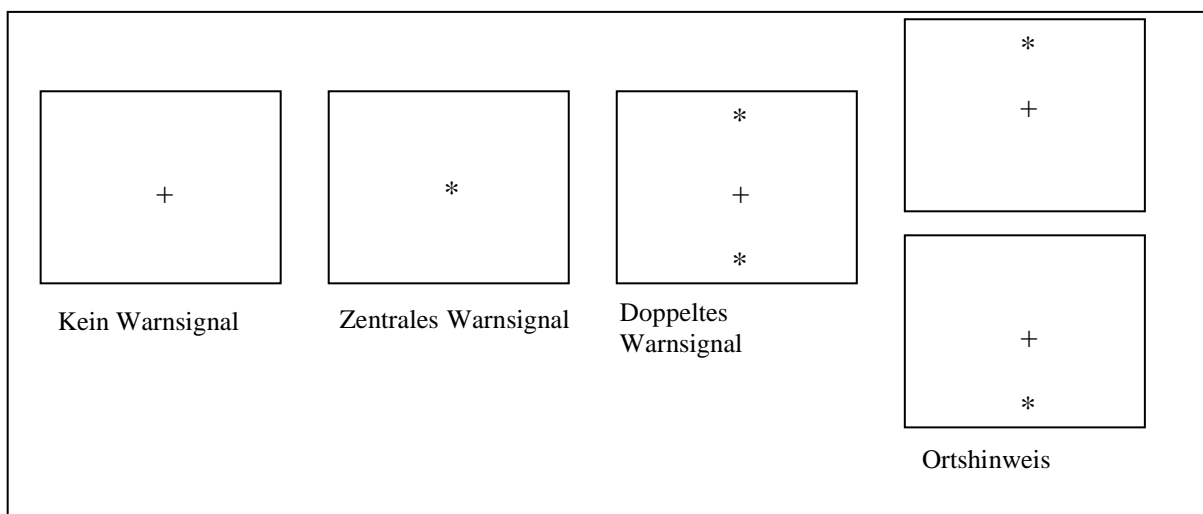 +
Kein Warnsignal
*
Zentrales Warnsignal
*
+
*
Doppeltes
Warnsignal
*
+
+
*
Ortshinweis